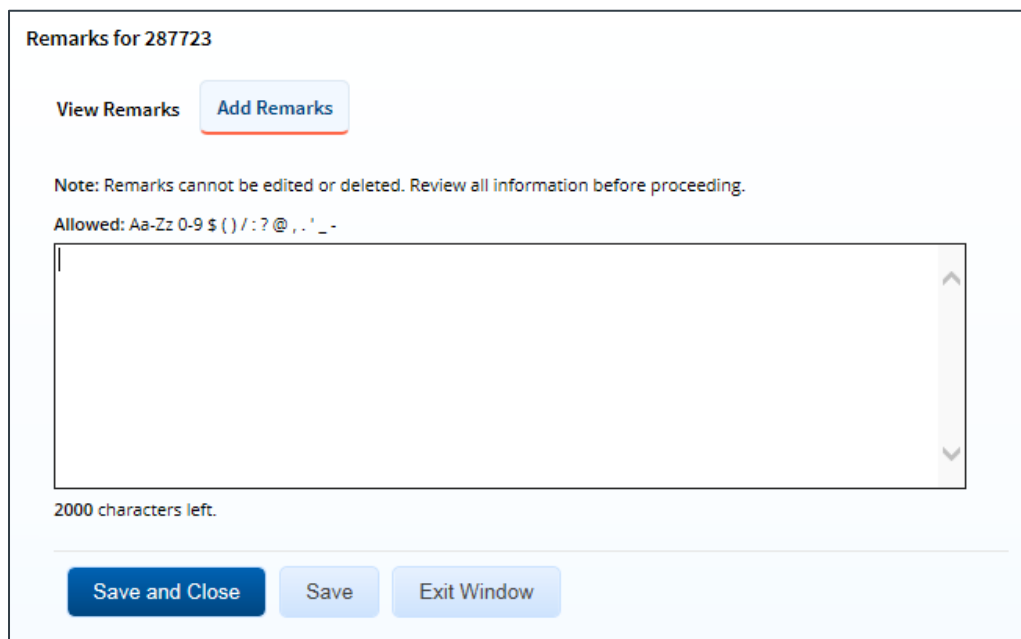 Remarks for 287723
View Remarks Add Remarks
Note: Remarks cannot be edited or deleted. Review all information before proceeding.
Allowed: Aa-Zz 0-9 $ ( ) / : ? @ , . ' _ -
2000 characters left.
Save and Close Save Exit Window